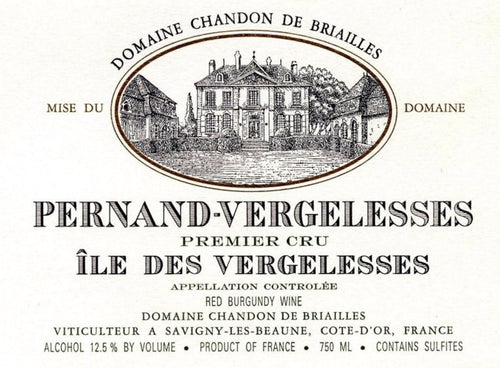 DOMAINE CHANDON DE BRIAILLES
MISE DU DOMAINE
PERNAND-VERGELESSES
PREMIER CRU
ÎLE DES VERGELESSES
APPELLATION CONTROLÉE
RED BURGUNDY WINE
DOMAINE CHANDON DE BRIAILLES
VITICULTEUR A SAVIGNY-LES-BEAUNE, COTE-D'OR, FRANCE
ALCOHOL 12.5 % BY VOLUME • PRODUCT OF FRANCE • 750 ML • CONTAINS SULFITES